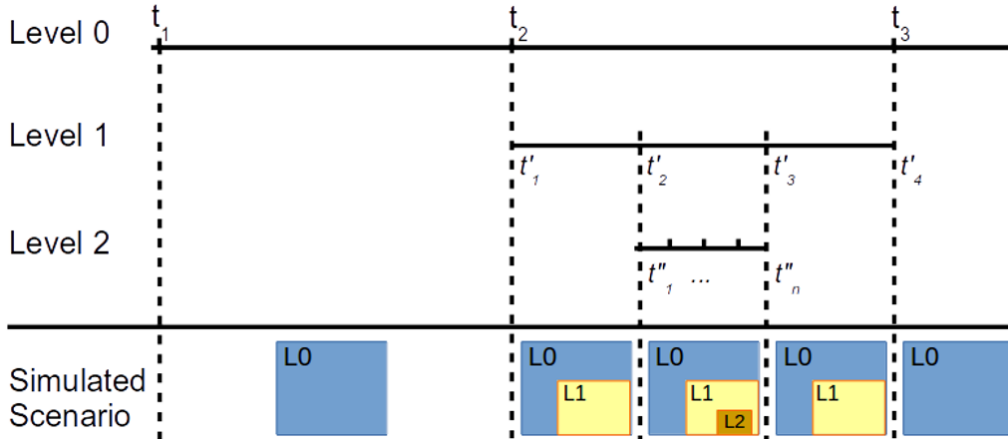 Level 0 t1 t2 t3
Level 1
t'1 t'2 t'3 t'4
Level 2
t"1 ... t"n
Simulated
Scenario
L0
L0 L1
L0 L1 L2
L0 L1
L0